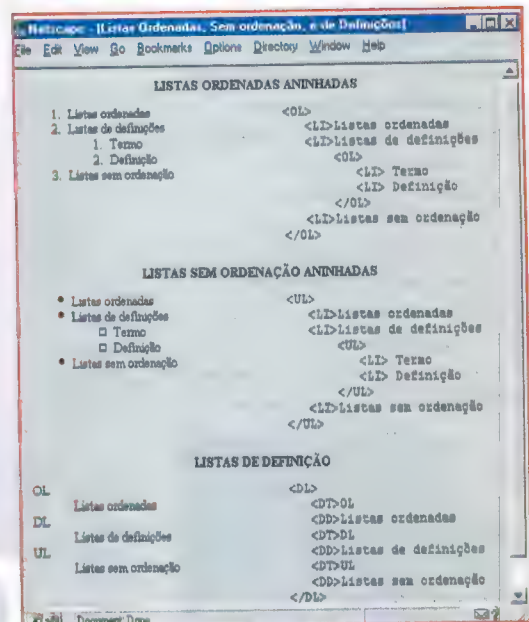 Netscape - [Listas Ordenadas, Sem ordenação, e de Definições]
File Edit View Go Bookmarks Options Directory Window Help
LISTAS ORDENADAS ANINHADAS
1. Listas ordenadas
2. Listas de definições
1. Termo
2. Definição
3. Listas sem ordenação
<OL>
<LI>Listas ordenadas
<LI>Listas de definições
<OL>
<LI> Termo
<LI> Definição
</OL>
<LI>Listas sem ordenação
</OL>
LISTAS SEM ORDENAÇÃO ANINHADAS
• Listas ordenadas
• Listas de definições
□ Termo
□ Definição
• Listas sem ordenação
<UL>
<LI>Listas ordenadas
<LI>Listas de definições
<UL>
<LI> Termo
<LI> Definição
</UL>
<LI>Listas sem ordenação
</UL>
LISTAS DE DEFINIÇÃO
OL
Listas ordenadas
DL
Listas de definições
UL
Listas sem ordenação
<DL>
<DT>OL
<DD>Listas ordenadas
<DT>DL
<DD>Listas de definições
<DT>UL
<DD>Listas sem ordenação
</DL>
Document: Done